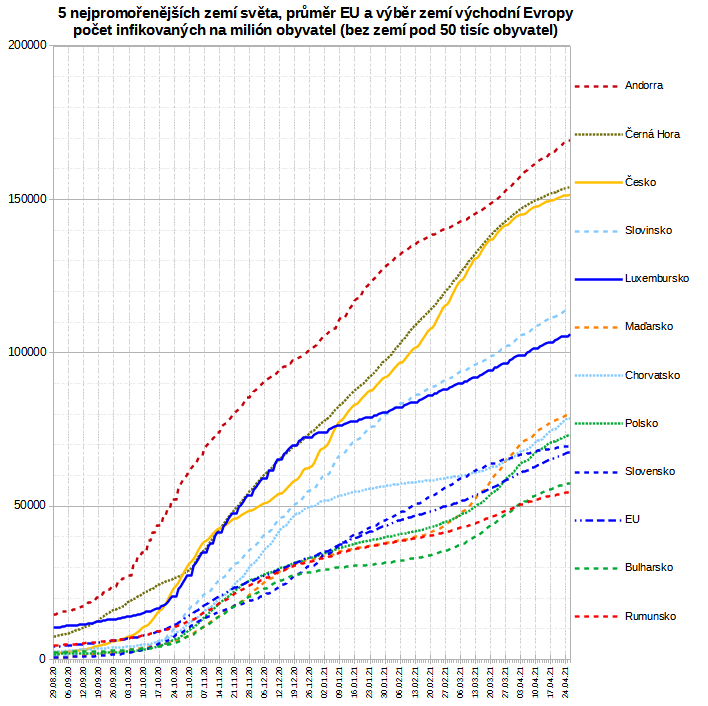 5 nejpromořenějších zemí světa, průměr EU a výběr zemí východní Evropy
počet infikovaných na milión obyvatel (bez zemí pod 50 tisíc obyvatel)
200000
150000
100000
50000
0
Andorra
Černá Hora
Česko
Slovinsko
Luxembursko
Maďarsko
Chorvatsko
Polsko
Slovensko
EU
Bulharsko
Rumunsko
29.08.20
05.09.20
12.09.20
19.09.20
26.09.20
03.10.20
10.10.20
17.10.20
24.10.20
31.10.20
07.11.20
14.11.20
21.11.20
28.11.20
05.12.20
12.12.20
19.12.20
26.12.20
02.01.21
09.01.21
16.01.21
23.01.21
30.01.21
06.02.21
13.02.21
20.02.21
27.02.21
06.03.21
13.03.21
20.03.21
27.03.21
03.04.21
10.04.21
17.04.21
24.04.21